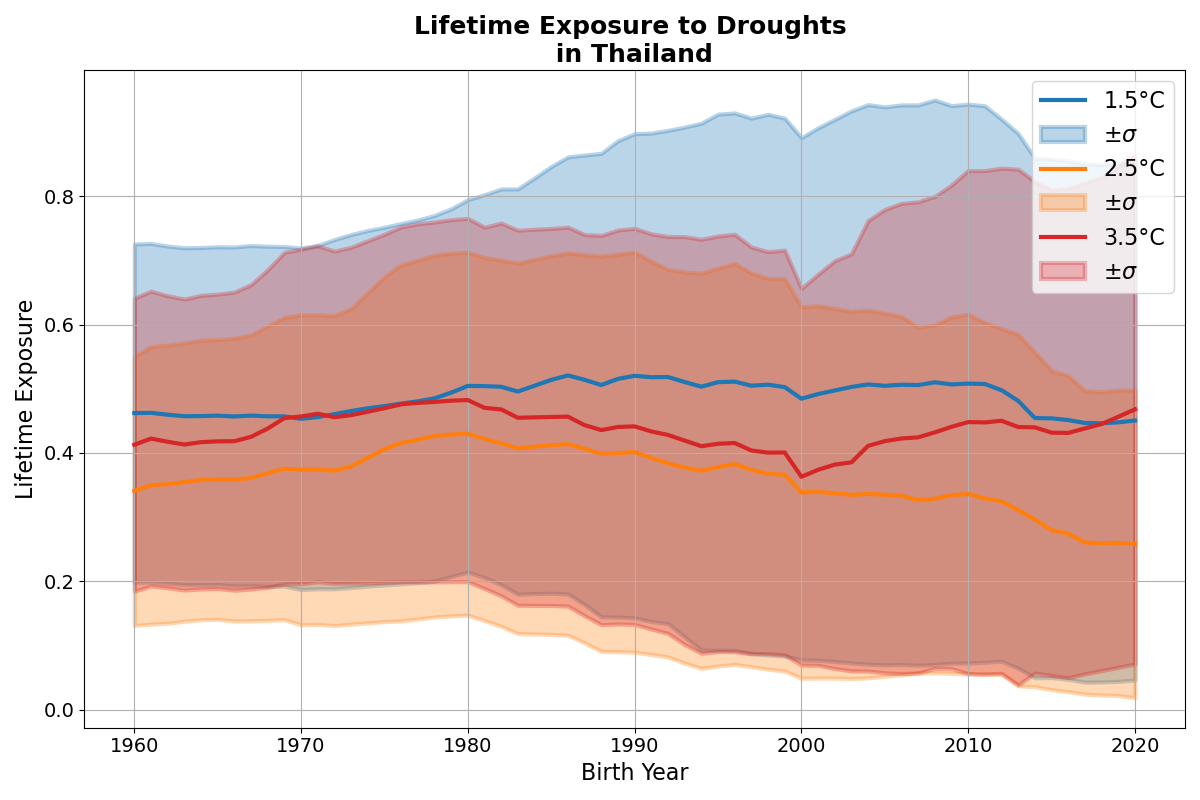 Lifetime Exposure to Droughts
in Thailand
1.5°C
±σ
2.5°C
±σ
3.5°C
±σ
Lifetime Exposure
0.8
0.6
0.4
0.2
0.0
1960 1970 1980 1990 2000 2010 2020
Birth Year